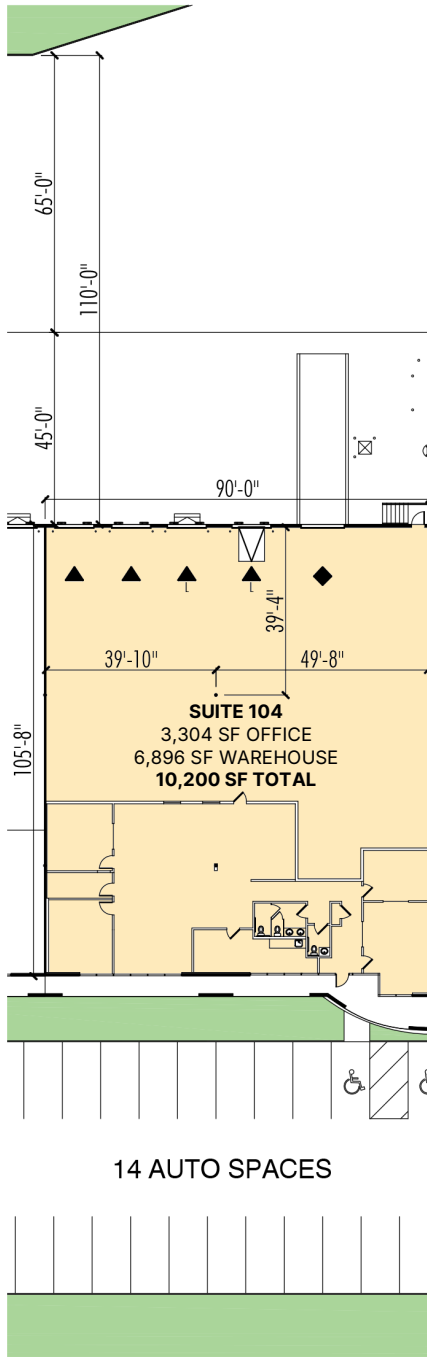 65'-0"
110'-0"
45'-0"
90'-0"
L
L
39'-4"
39'-10"
49'-8"
SUITE 104
3,304 SF OFFICE
6,896 SF WAREHOUSE
10,200 SF TOTAL
105'-8"
14 AUTO SPACES